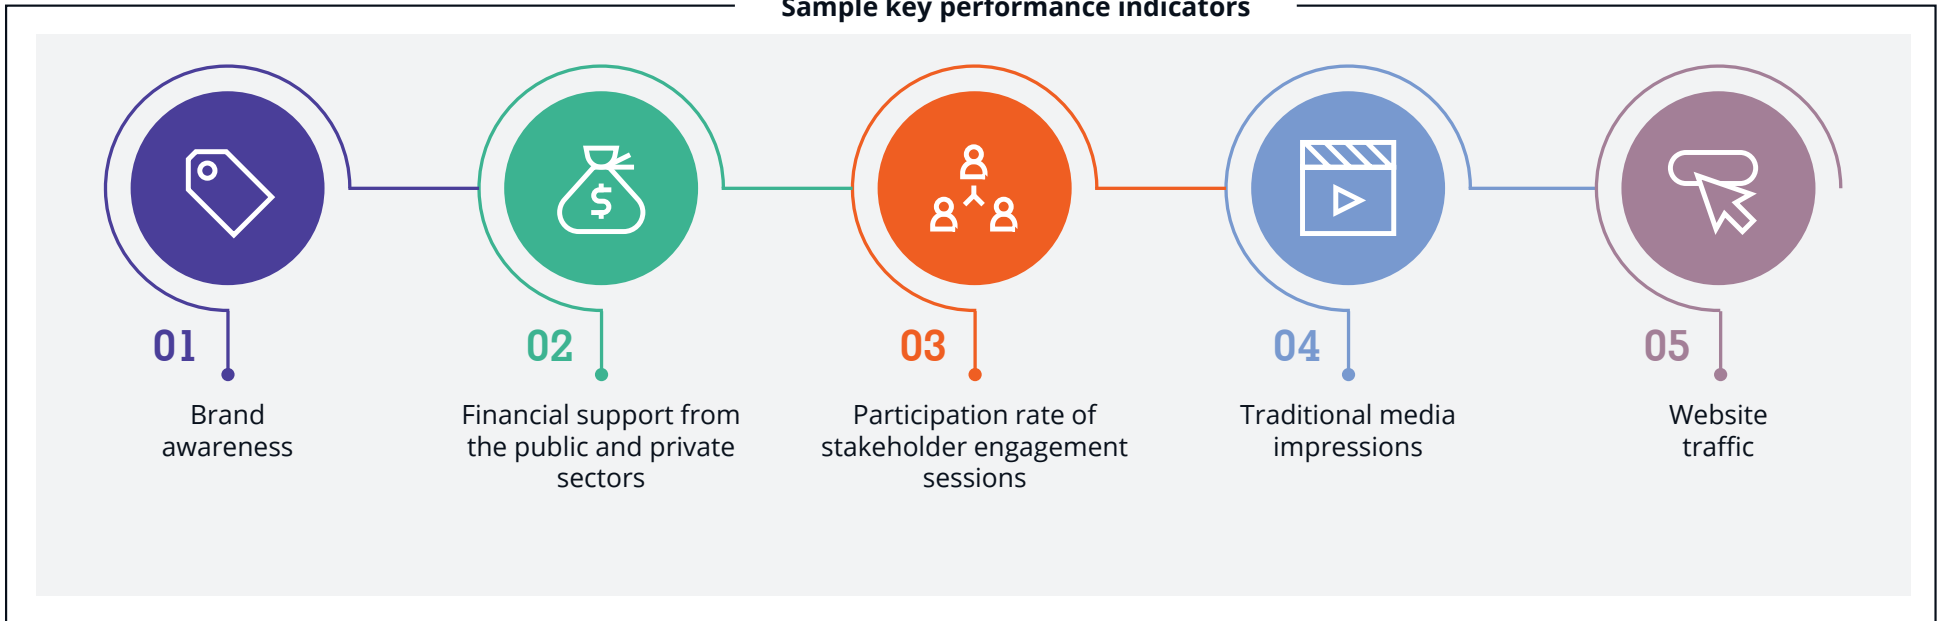 Sample key performance indicators
01
Brand
awareness
02
Financial support from
the public and private
sectors
03
Participation rate of
stakeholder engagement
sessions
04
Traditional media
impressions
05
Website
traffic